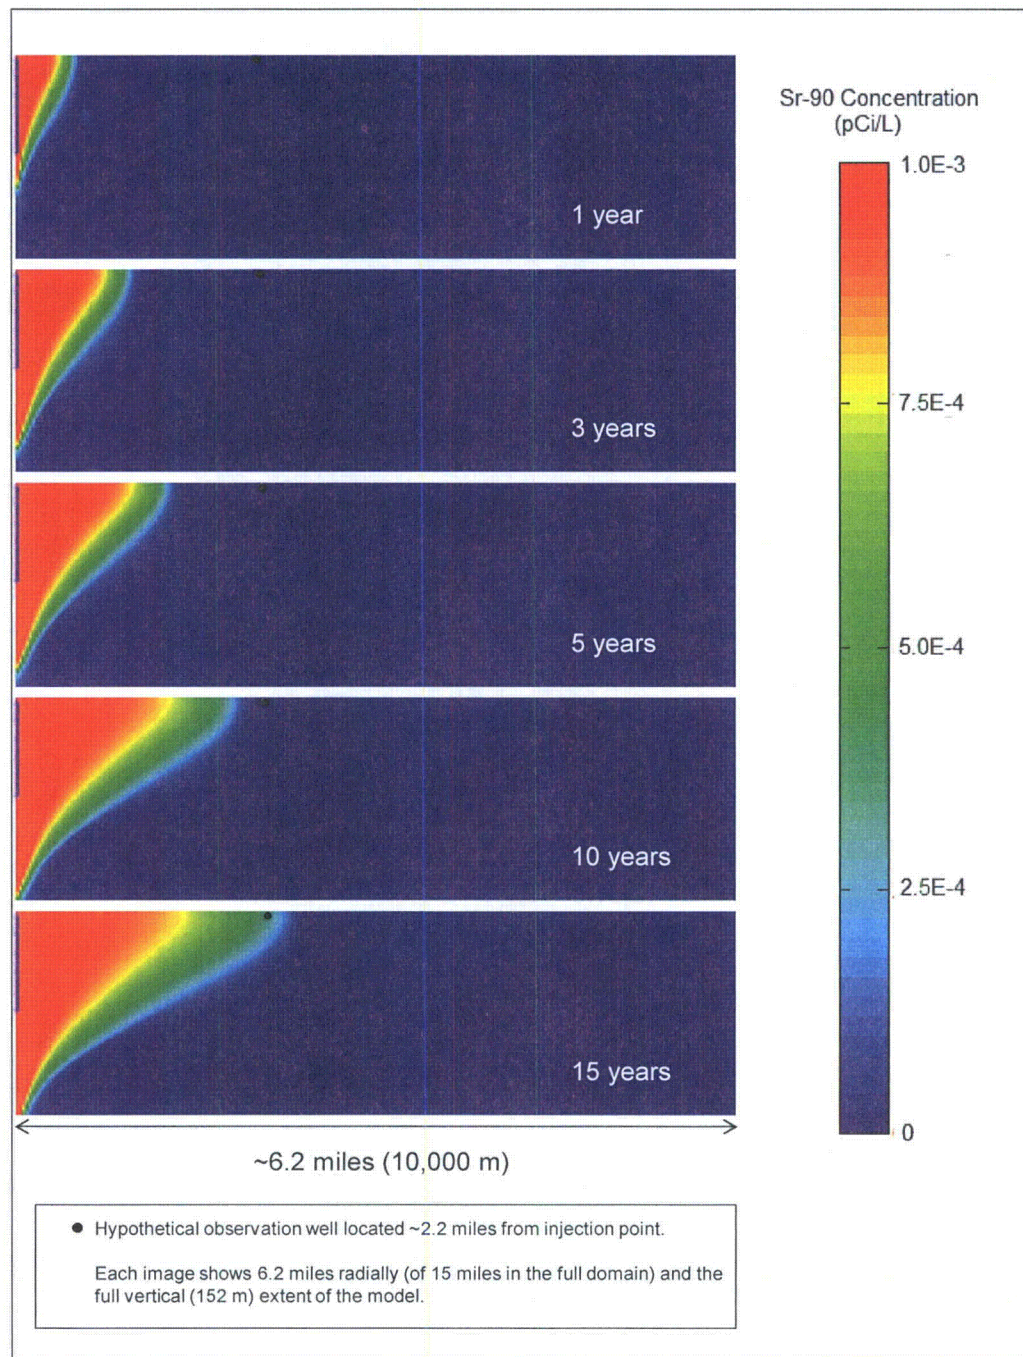 Sr-90 Concentration
(pCi/L)
1.0E-3
7.5E-4
5.0E-4
2.5E-4
0
1 year
3 years
5 years
10 years
15 years
~6.2 miles (10,000 m)
● Hypothetical observation well located ~2.2 miles from injection point.
Each image shows 6.2 miles radially (of 15 miles in the full domain) and the
full vertical (152 m) extent of the model.